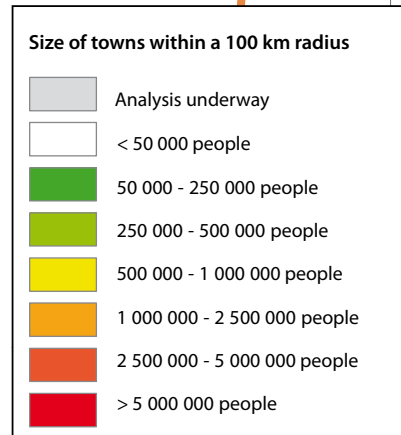 Size of towns within a 100 km radius
Analysis underway
< 50 000 people
50 000 - 250 000 people
250 000 - 500 000 people
500 000 - 1 000 000 people
1 000 000 - 2 500 000 people
2 500 000 - 5 000 000 people
> 5 000 000 people